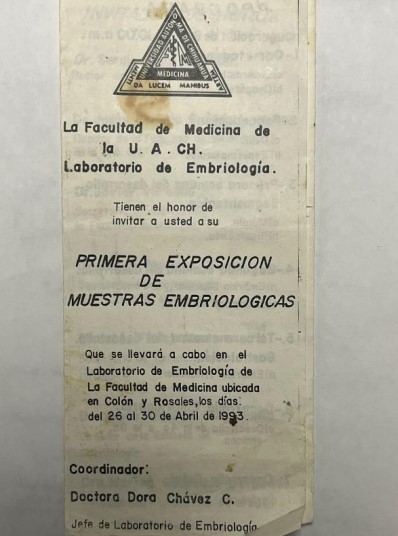 UNIVERSIDAD AUTONOMA DE CHIHUAHUA
MEDICINA
DA LUCEM MANIBUS
La Facultad de Medicina de
la U. A. CH.
Laboratorio de Embriología.
Tienen el honor de
invitar a usted a su
PRIMERA EXPOSICION
DE
MUESTRAS EMBRIOLOGICAS
Que se llevará a cabo en el
Laboratorio de Embriología de
La Facultad de Medicina ubicada
en Colón y Rosales, los días:
del 26 al 30 de Abril de 1993.
Coordinador:
Doctora Dora Chávez C.
Jefe de Laboratorio de Embriología